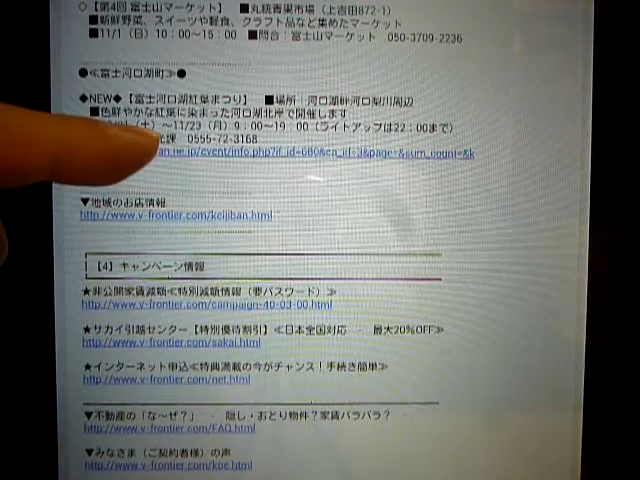 ◇【第4回 富士山マーケット】 ■丸筑青果市場（上吉田872-1）
■新鮮野菜、スイーツや軽食、クラフト品など集めたマーケット
■11/1（日）10：00～15：00 ■問合：富士山マーケット 050-3709-2236
●≪富士河口湖町≫●
◆NEW◆【富士河口湖紅葉まつり】 ■場所 河口湖畔河口梨川周辺
■色鮮やかな紅葉に染まった河口湖北岸で開催します
（土）～11/23（月）9：00～19：00（ライトアップは22：00まで）
課 0555-72-3168
▼地域のお店情報
http://www.v-frontier.com/keijiban.html
【4】キャンペーン情報
★非公開家賃減額≪特別減額情報（要パスワード）≫
http://www.v-frontier.com/campaign-40-03-00.html
★サカイ引越センター【特別優待割引】≪日本全国対応 - 最大20%OFF≫
http://www.v-frontier.com/sakai.html
★インターネット申込≪特典満載の今がチャンス！手続き簡単≫
http://www.v-frontier.com/net.html
▼不動産の「な～ぜ？」 - 隠し・おとり物件？家賃バラバラ？ -
http://www.v-frontier.com/FAQ.html
▼みなさま（ご契約者様）の声
http://www.v-frontier.com/koe.html